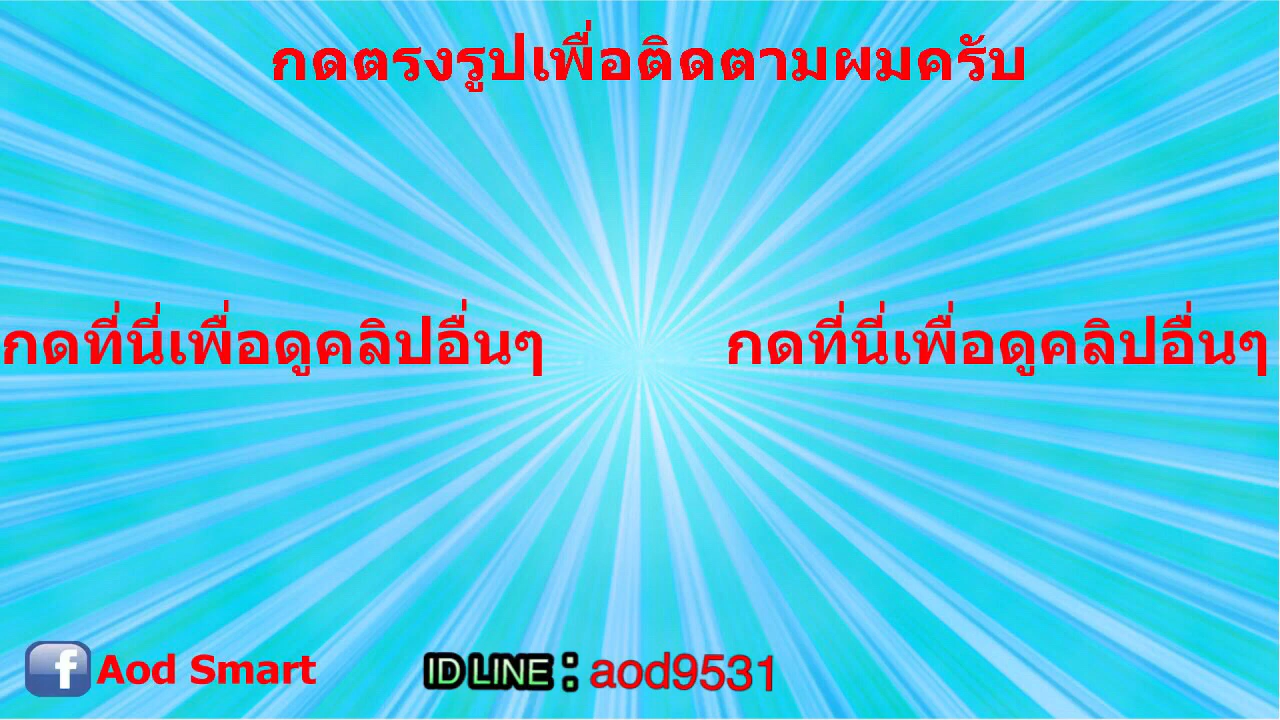 กดตรงรูปเพื่อติดตามผมครับ
กดที่นี่เพื่อดูคลิปอื่นๆ กดที่นี่เพื่อดูคลิปอื่นๆ
f Aod Smart ID LINE : aod9531